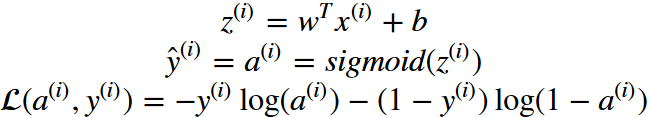 z^{(i)} = w^T x^{(i)} + b
ŷ^{(i)} = a^{(i)} = sigmoid(z^{(i)})
ℒ(a^{(i)}, y^{(i)}) = −y^{(i)} log(a^{(i)}) − (1 − y^{(i)}) log(1 − a^{(i)})